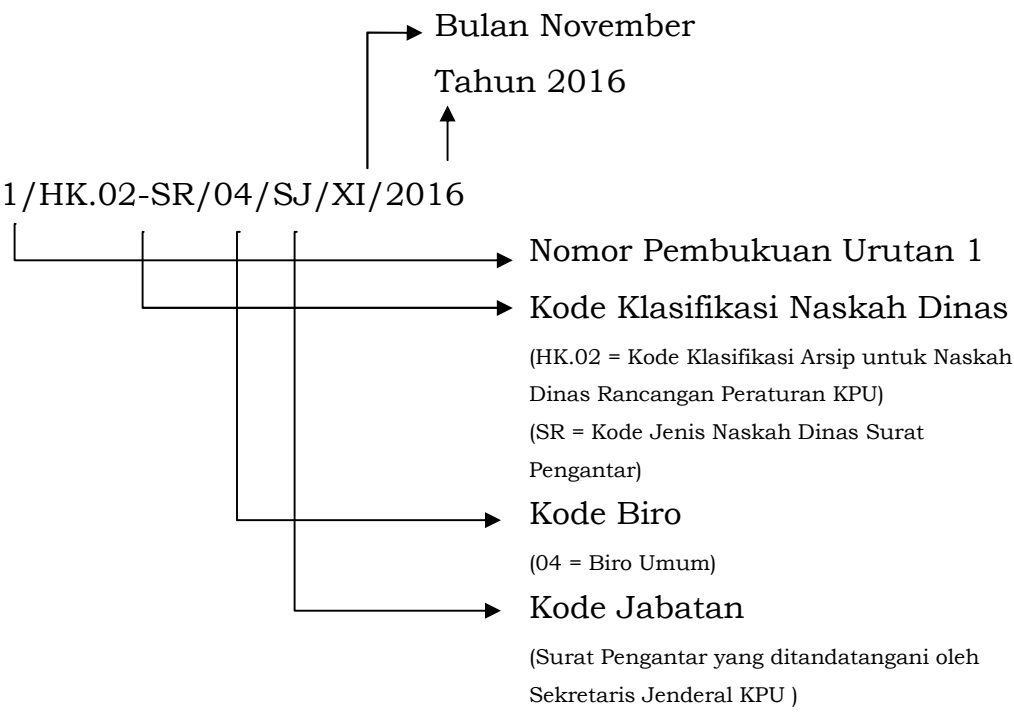 Bulan November
Tahun 2016
1/HK.02-SR/04/SJ/XI/2016
Nomor Pembukuan Urutan 1
Kode Klasifikasi Naskah Dinas
(HK.02 = Kode Klasifikasi Arsip untuk Naskah
Dinas Rancangan Peraturan KPU)
(SR = Kode Jenis Naskah Dinas Surat
Pengantar)
Kode Biro
(04 = Biro Umum)
Kode Jabatan
(Surat Pengantar yang ditandatangani oleh
Sekretaris Jenderal KPU )